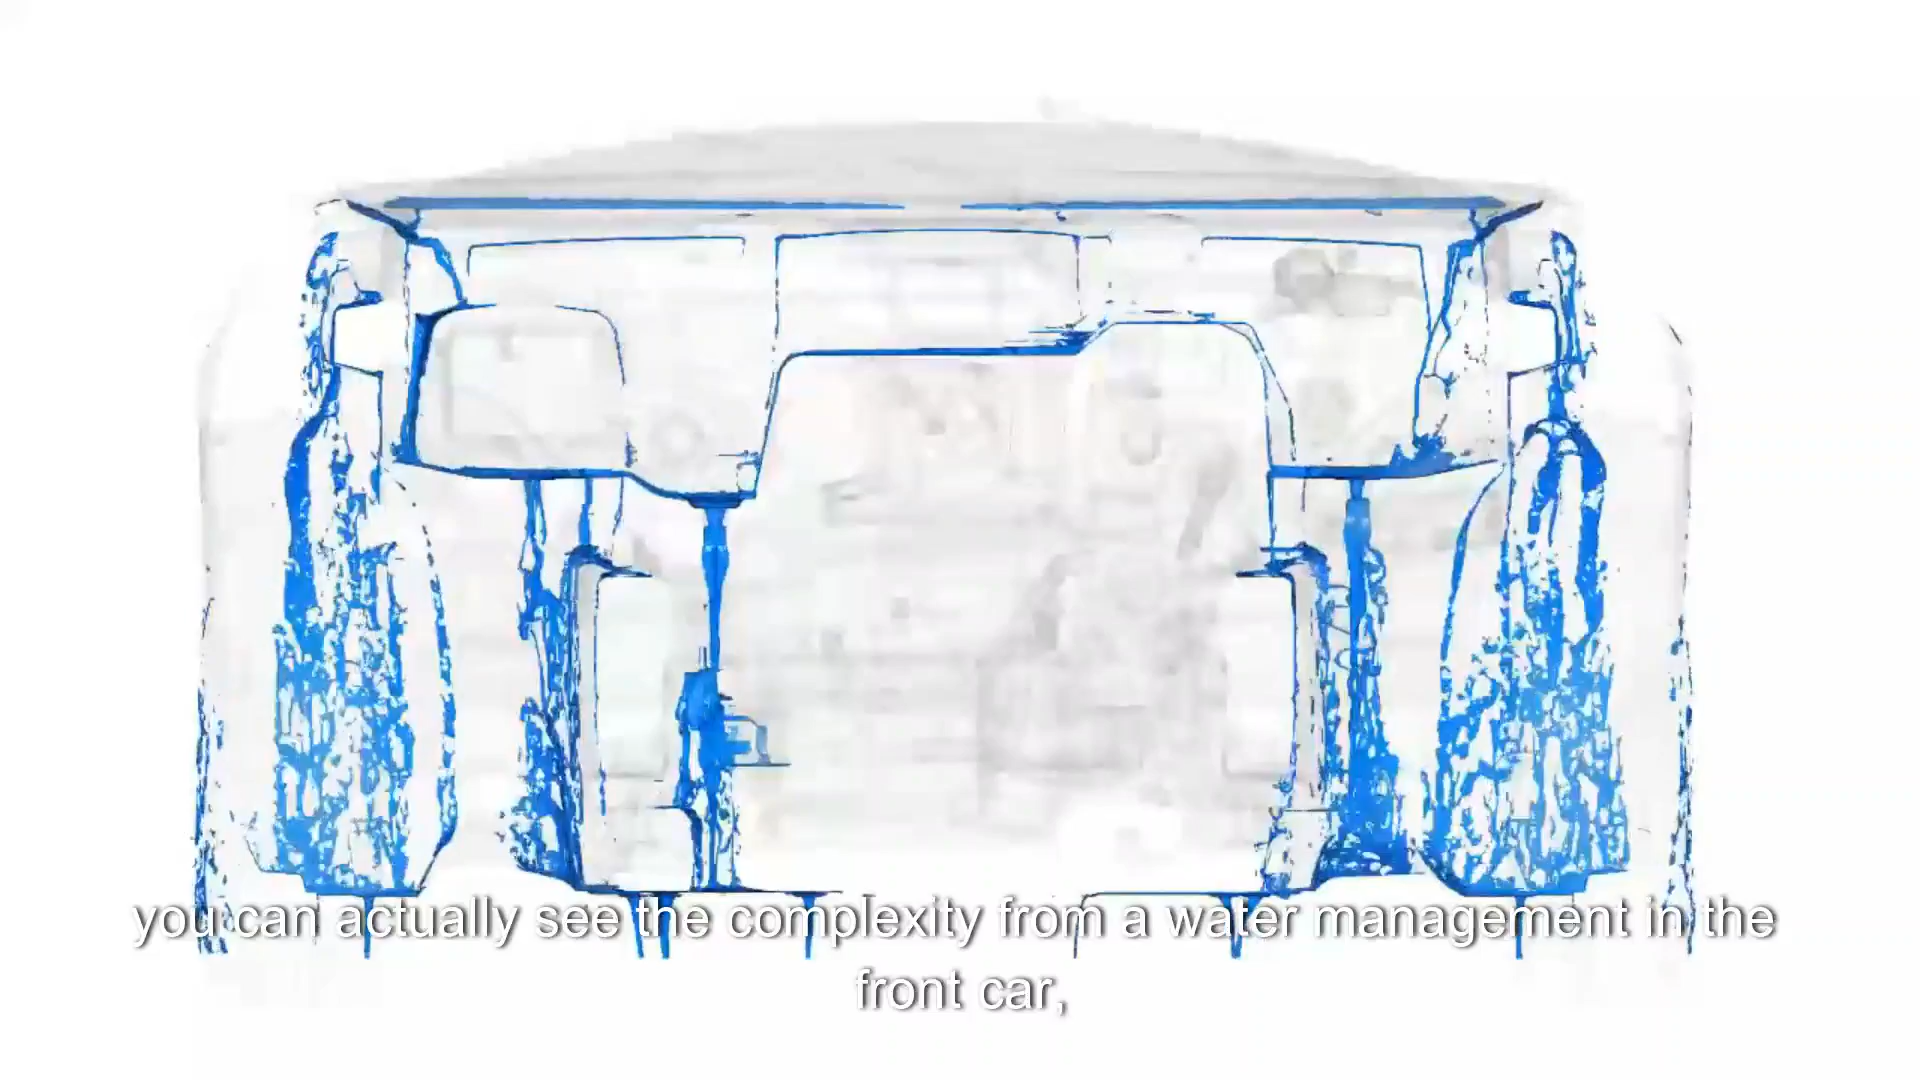 you can actually see the complexity from a water management in the
front car,